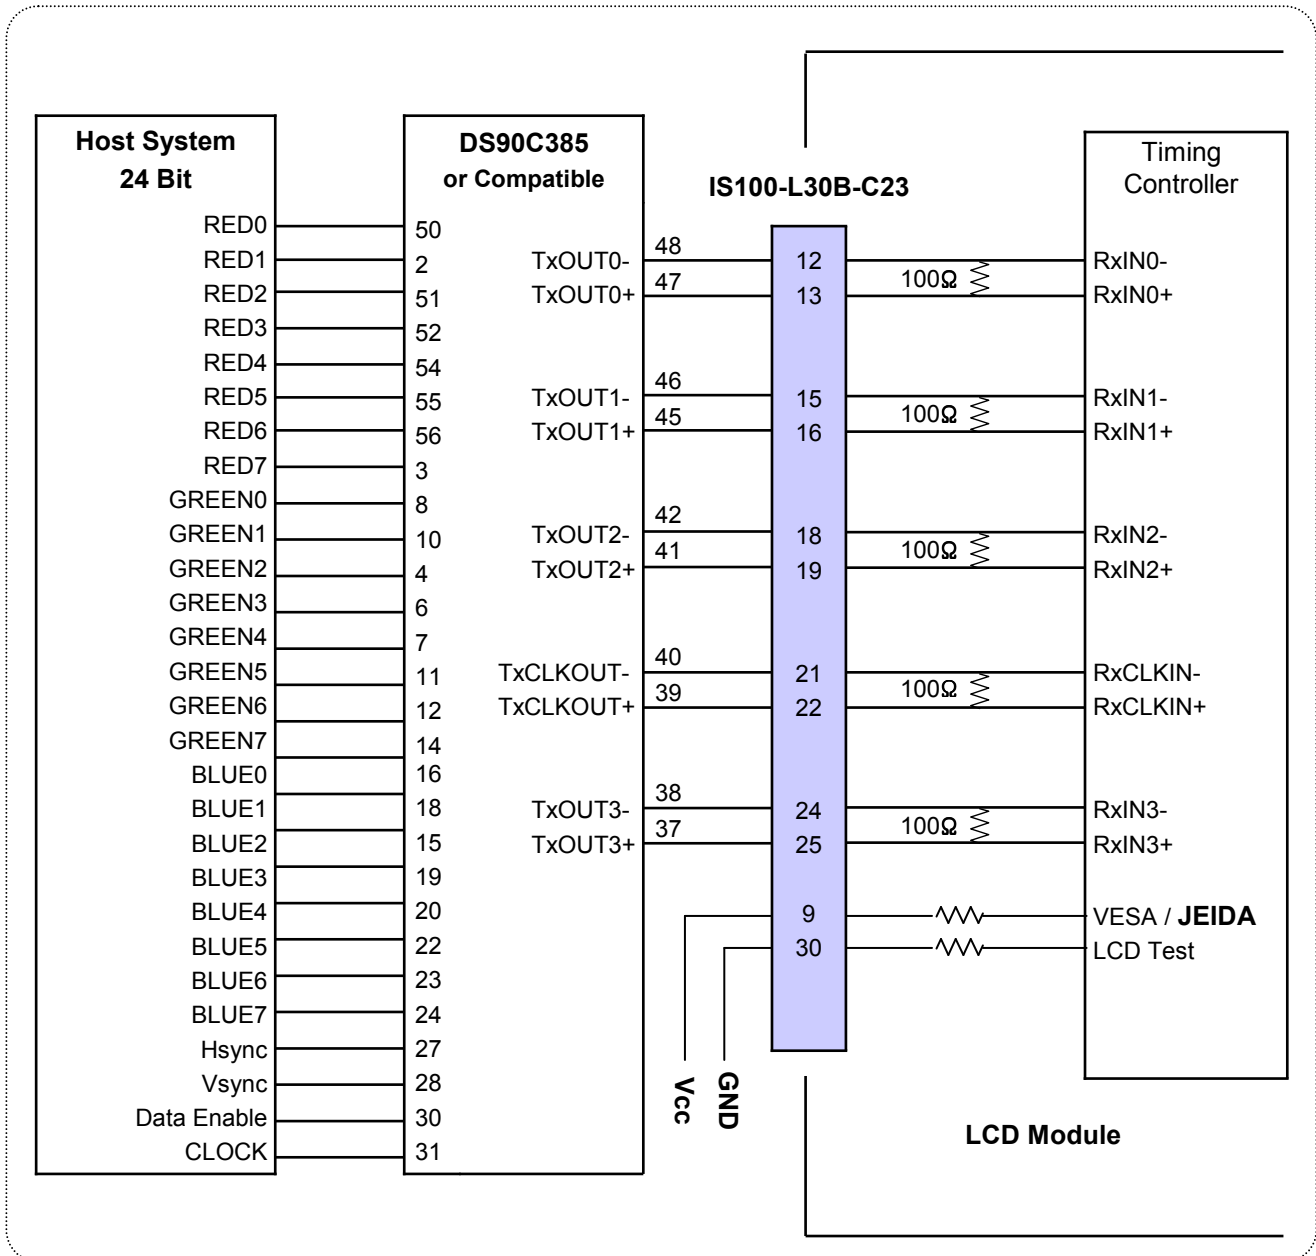 Host System
24 Bit
RED0
RED1
RED2
RED3
RED4
RED5
RED6
RED7
GREEN0
GREEN1
GREEN2
GREEN3
GREEN4
GREEN5
GREEN6
GREEN7
BLUE0
BLUE1
BLUE2
BLUE3
BLUE4
BLUE5
BLUE6
BLUE7
Hsync
Vsync
Data Enable
CLOCK
DS90C385
or Compatible
50
2
51
52
54
55
56
3
8
10
4
6
7
11
12
14
16
18
15
19
20
22
23
24
27
28
30
31
TxOUT0-
TxOUT0+
TxOUT1-
TxOUT1+
TxOUT2-
TxOUT2+
TxCLKOUT-
TxCLKOUT+
TxOUT3-
TxOUT3+
48
47
46
45
42
41
40
39
38
37
IS100-L30B-C23
12
13
15
16
18
19
21
22
24
25
9
30
Vcc
GND
100Ω
100Ω
100Ω
100Ω
100Ω
Timing
Controller
RxIN0-
RxIN0+
RxIN1-
RxIN1+
RxIN2-
RxIN2+
RxCLKIN-
RxCLKIN+
RxIN3-
RxIN3+
VESA / JEIDA
LCD Test
LCD Module